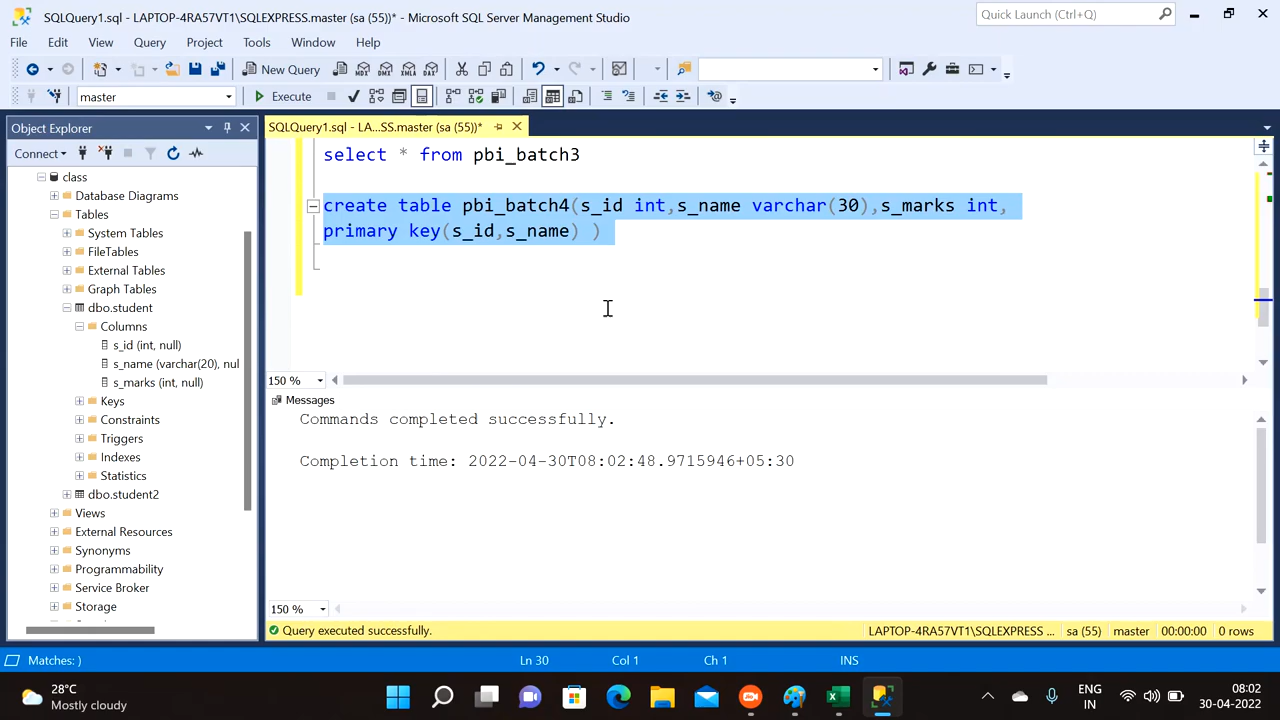 SQLQuery1.sql - LAPTOP-4RA57VT1\SQLEXPRESS.master (sa (55))* - Microsoft SQL Server Management Studio
Quick Launch (Ctrl+Q)
File Edit View Query Project Tools Window Help
New Query
MDX DMX XMLA DAX
master
Execute
Object Explorer
SQLQuery1.sql - LA...SS.master (sa (55))*
Connect
class
Database Diagrams
Tables
System Tables
FileTables
External Tables
Graph Tables
dbo.student
Columns
s_id (int, null)
s_name (varchar(20), nul
s_marks (int, null)
Keys
Constraints
Triggers
Indexes
Statistics
dbo.student2
Views
External Resources
Synonyms
Programmability
Service Broker
Storage
select * from pbi_batch3
create table pbi_batch4(s_id int,s_name varchar(30),s_marks int,
primary key(s_id,s_name) )
150 %
Messages
Commands completed successfully.
Completion time: 2022-04-30T08:02:48.9715946+05:30
150 %
Query executed successfully.
LAPTOP-4RA57VT1\SQLEXPRESS ... sa (55) master 00:00:00 0 rows
Matches: )
Ln 30 Col 1 Ch 1 INS
28°C
Mostly cloudy
ENG
IN
08:02
30-04-2022